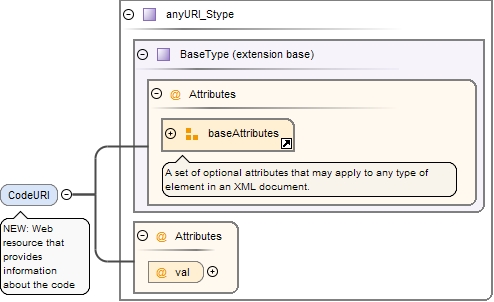 anyURI_Stype
BaseType (extension base)
@ Attributes
baseAttributes
A set of optional attributes that may apply to any type of
element in an XML document.
CodeURI
NEW: Web
resource that
provides
information
about the code
@ Attributes
@ val